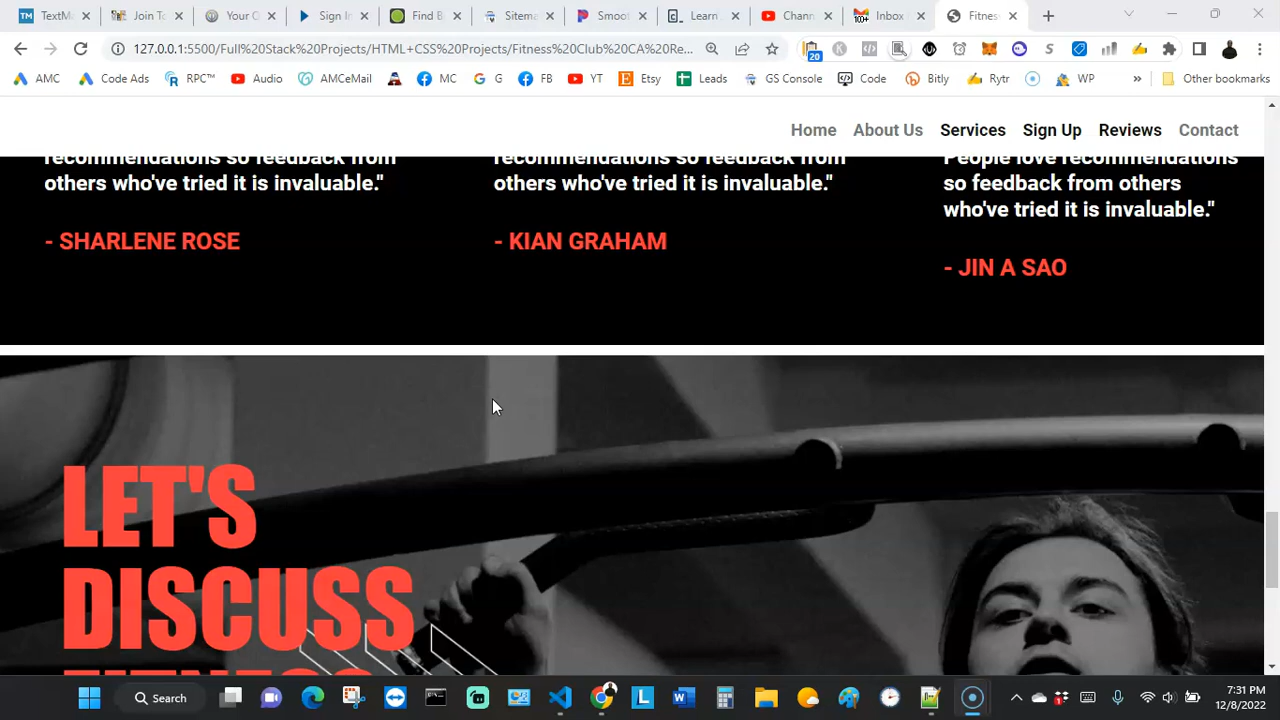 TextM
Join T
Your C
Sign In
Find B
Sitema
Smoot
Learn
Chann
100+
Inbox
Fitnes
127.0.0.1:5500/Full%20Stack%20Projects/HTML+CSS%20Projects/Fitness%20Club%20CA%20Re...
20
AMC
Code Ads
RPC™
Audio
AMCeMail
MC
G
FB
YT
Etsy
Leads
GS Console
Code
Bitly
Rytr
WP
»
Other bookmarks
Home
About Us
Services
Sign Up
Reviews
Contact
recommendations so feedback from
others who've tried it is invaluable."
- SHARLENE ROSE
recommendations so feedback from
others who've tried it is invaluable."
- KIAN GRAHAM
People love recommendations
so feedback from others
who've tried it is invaluable."
- JIN A SAO
LET'S
DISCUSS
FITNESS
Search
7:31 PM
12/8/2022